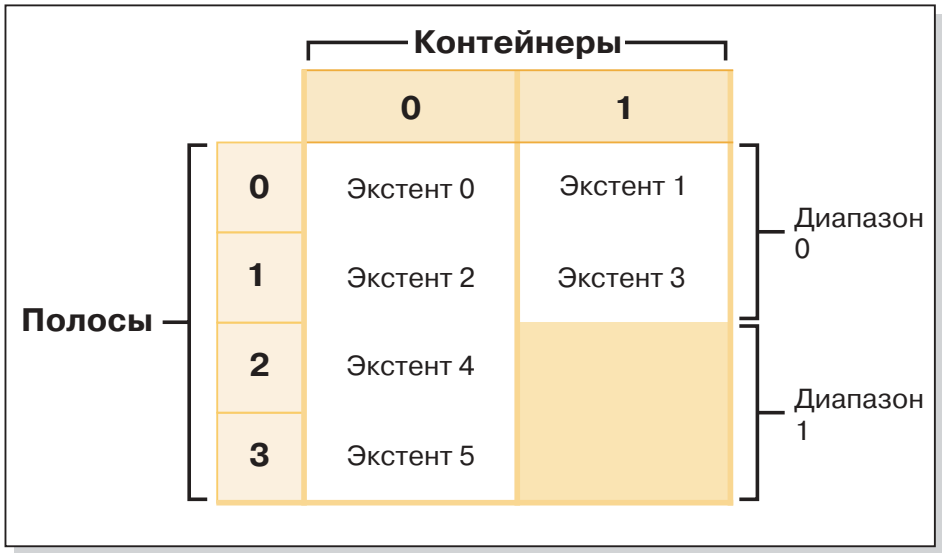 Контейнеры
0 1
0 Экстент 0 Экстент 1
Диапазон
0
1 Экстент 2 Экстент 3
Полосы
2 Экстент 4
Диапазон
1
3 Экстент 5